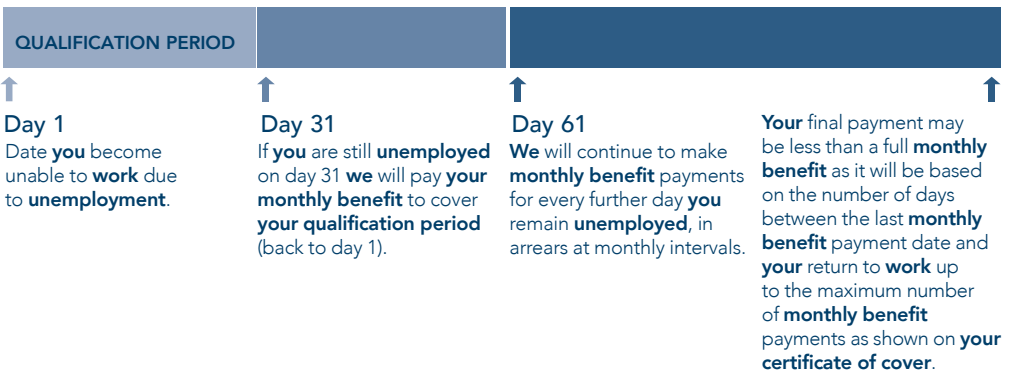 QUALIFICATION PERIOD
Day 1
Date you become
unable to work due
to unemployment.
Day 31
If you are still unemployed
on day 31 we will pay your
monthly benefit to cover
your qualification period
(back to day 1).
Day 61
We will continue to make
monthly benefit payments
for every further day you
remain unemployed, in
arrears at monthly intervals.
Your final payment may
be less than a full monthly
benefit as it will be based
on the number of days
between the last monthly
benefit payment date and
your return to work up
to the maximum number
of monthly benefit
payments as shown on your
certificate of cover.